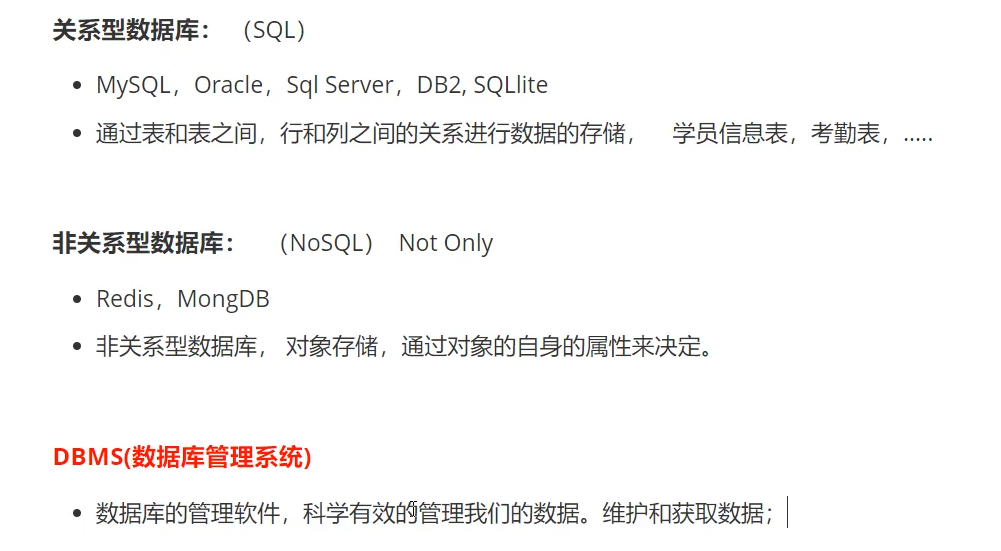 关系型数据库： （SQL）
MySQL，Oracle，Sql Server，DB2, SQLlite
通过表和表之间，行和列之间的关系进行数据的存储， 学员信息表，考勤表，.....
非关系型数据库： （NoSQL） Not Only
Redis，MongDB
非关系型数据库， 对象存储，通过对象的自身的属性来决定。
DBMS(数据库管理系统)
数据库的管理软件，科学有效的管理我们的数据。维护和获取数据；